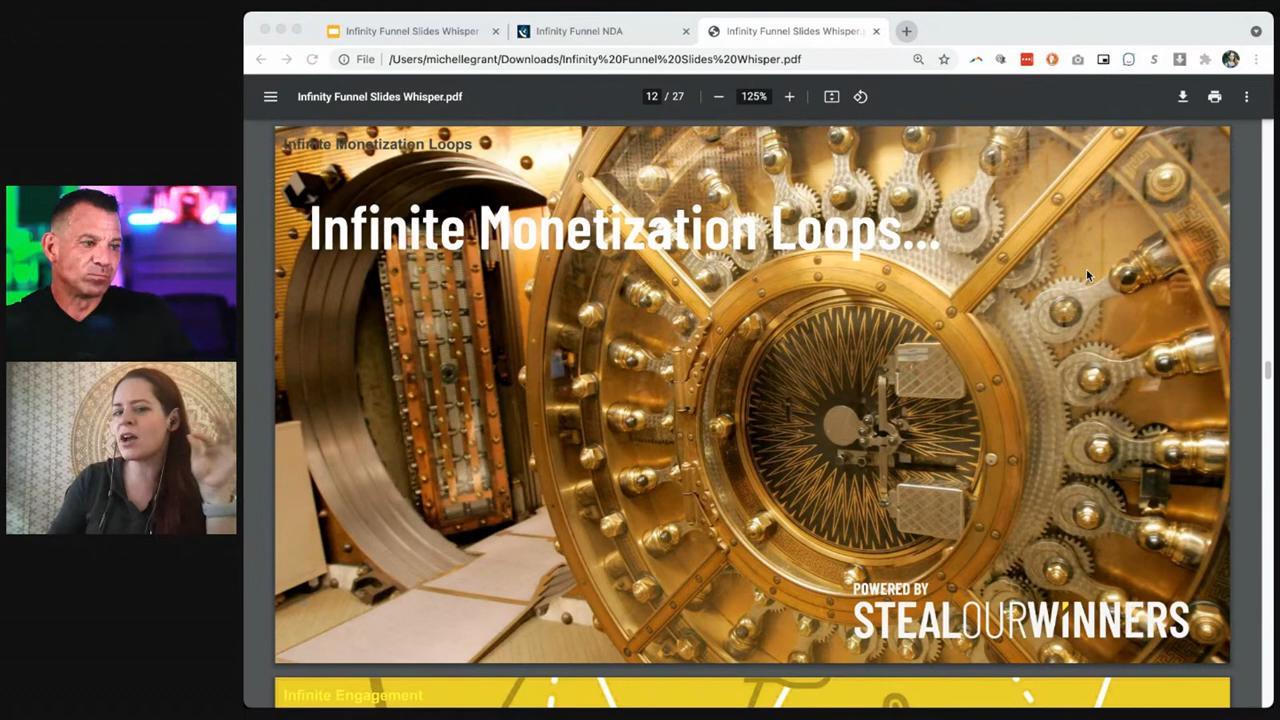 Infinity Funnel Slides Whisper
Infinity Funnel NDA
Infinity Funnel Slides Whisper.
File
/Users/michellegrant/Downloads/Infinity%20Funnel%20Slides%20Whisper.pdf
Infinity Funnel Slides Whisper.pdf
12 / 27
125%
Infinite Monetization Loops
Infinite Monetization Loops...
POWERED BY
STEALOURWiNNERS
Infinite Engagement